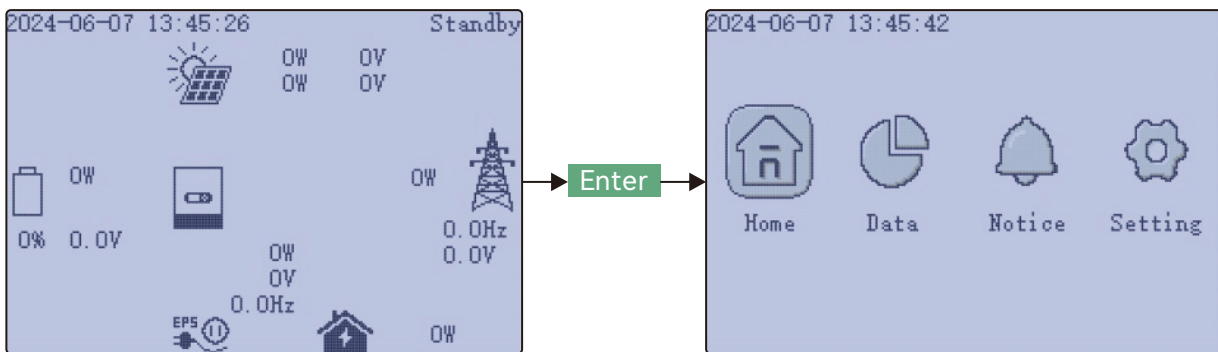 2024-06-07 13:45:26 Standby
0W 0V
0W 0V
0W
0W
0% 0.0V
0.0Hz
0.0V
0W
0V
0.0Hz
EPS
0W
Enter
2024-06-07 13:45:42
Home Data Notice Setting